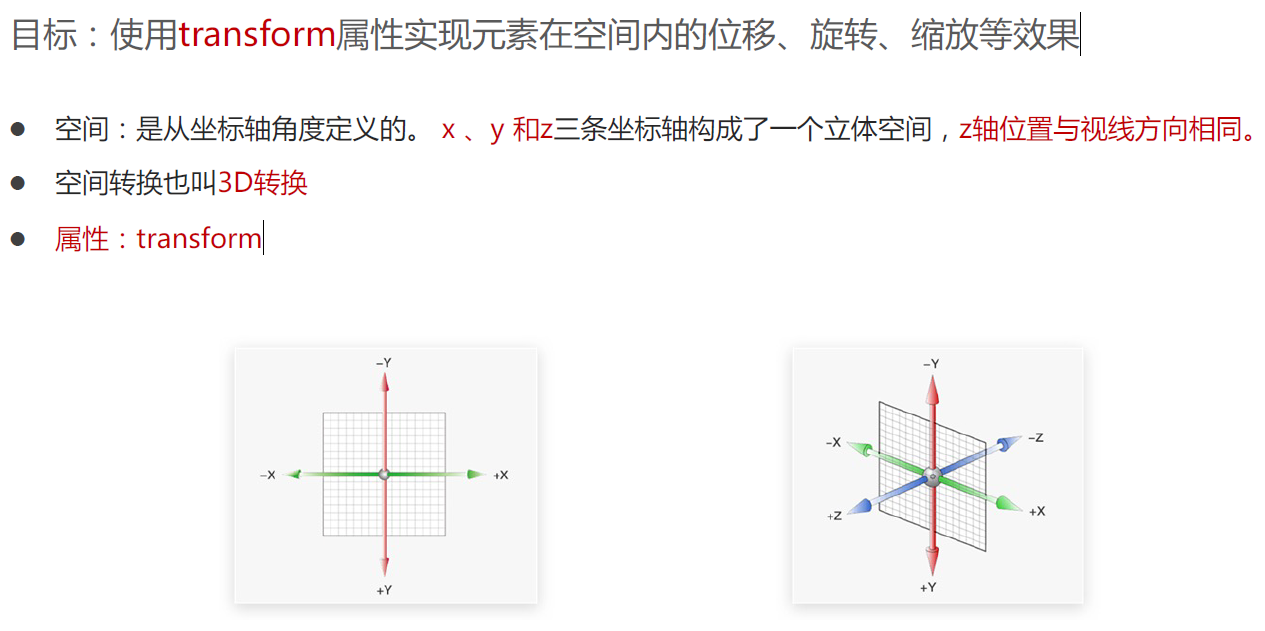 目标：使用transform属性实现元素在空间内的位移、旋转、缩放等效果
空间：是从坐标轴角度定义的。 x 、y 和z三条坐标轴构成了一个立体空间，z轴位置与视线方向相同。
空间转换也叫3D转换
属性：transform
–Y
–X
+X
+Y
–Y
–X
–Z
+Z
+X
+Y